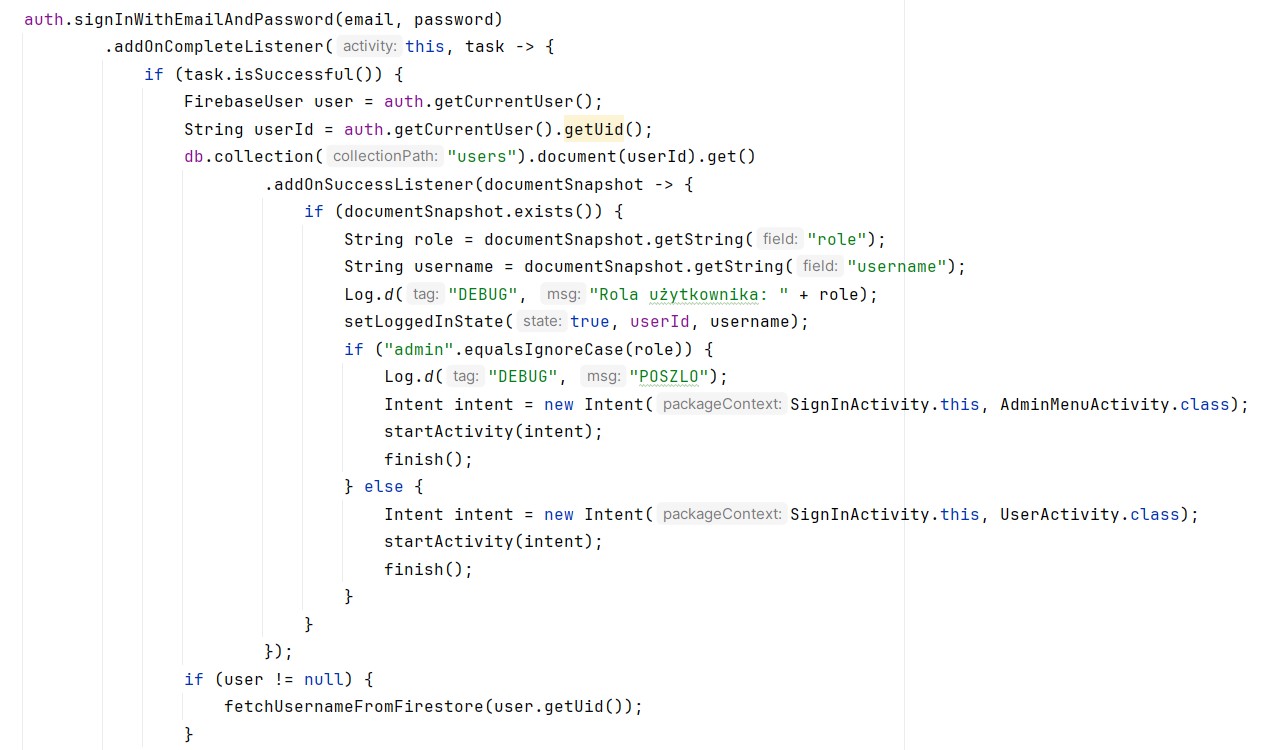 auth.signInWithEmailAndPassword(email, password)
.addOnCompleteListener( activity: this, task -> {
if (task.isSuccessful()) {
FirebaseUser user = auth.getCurrentUser();
String userId = auth.getCurrentUser().getUid();
db.collection( collectionPath: "users").document(userId).get()
.addOnSuccessListener(documentSnapshot -> {
if (documentSnapshot.exists()) {
String role = documentSnapshot.getString( field: "role");
String username = documentSnapshot.getString( field: "username");
Log.d( tag: "DEBUG", msg: "Rola użytkownika: " + role);
setLoggedInState( state: true, userId, username);
if ("admin".equalsIgnoreCase(role)) {
Log.d( tag: "DEBUG", msg: "POSZLO");
Intent intent = new Intent( packageContext: SignInActivity.this, AdminMenuActivity.class);
startActivity(intent);
finish();
} else {
Intent intent = new Intent( packageContext: SignInActivity.this, UserActivity.class);
startActivity(intent);
finish();
}
}
});
if (user != null) {
fetchUsernameFromFirestore(user.getUid());
}